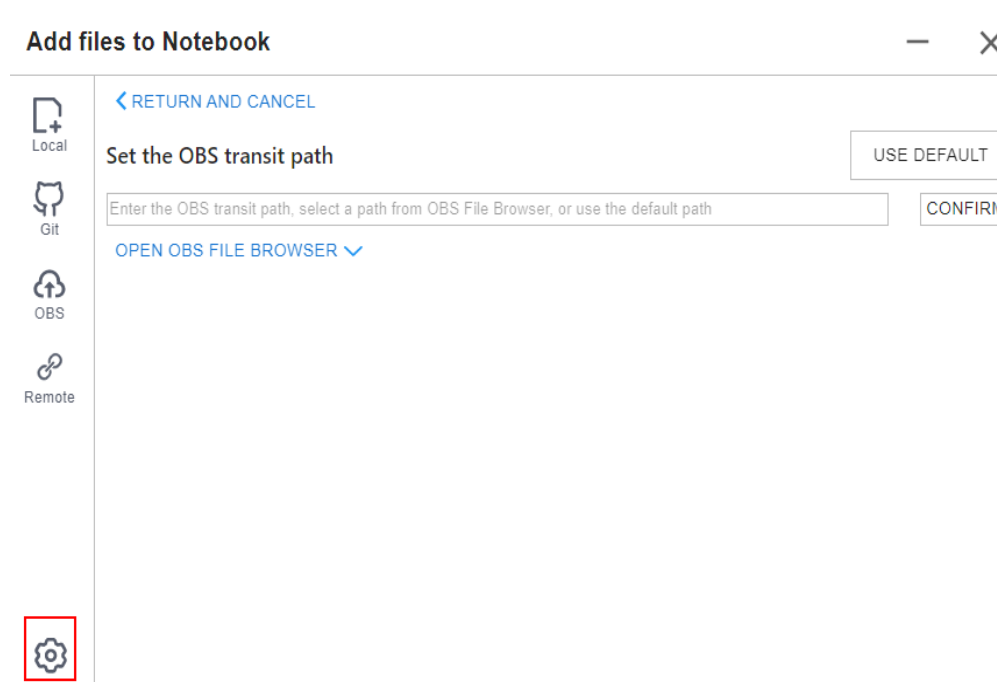 Add files to Notebook
RETURN AND CANCEL
Local
Set the OBS transit path
USE DEFAULT
Enter the OBS transit path, select a path from OBS File Browser, or use the default path
CONFIRM
Git
OPEN OBS FILE BROWSER
OBS
Remote